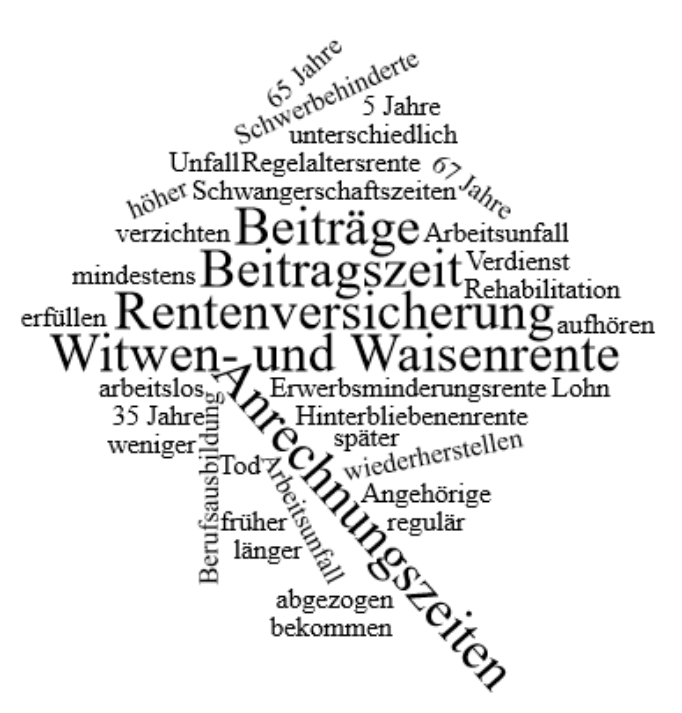 65 Jahre
Schwerbehinderte
5 Jahre
unterschiedlich
Unfall Regelaltersrente 67 Jahre
höher Schwangerschaftszeiten
verzichten Beiträge Arbeitsunfall
mindestens Beitragszeit Verdienst
Rehabilitation
erfüllen Rentenversicherung aufhören
Witwen- und Waisenrente
arbeitslos Anrechnungszeiten Erwerbsminderungsrente Lohn
35 Jahre Berufsausbildung Hinterbliebenenrente
weniger später
Tod Arbeitsunfall wiederherstellen
Angehörige
früher regulär
länger
abgezogen
bekommen